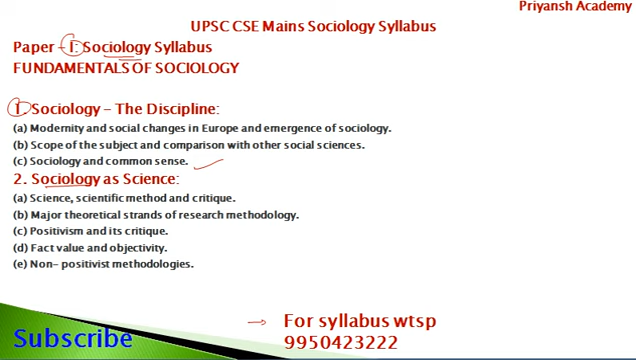 Priyansh Academy
UPSC CSE Mains Sociology Syllabus
Paper – I: Sociology Syllabus
FUNDAMENTALS OF SOCIOLOGY
1. Sociology – The Discipline:
(a) Modernity and social changes in Europe and emergence of sociology.
(b) Scope of the subject and comparison with other social sciences.
(c) Sociology and common sense.
2. Sociology as Science:
(a) Science, scientific method and critique.
(b) Major theoretical strands of research methodology.
(c) Positivism and its critique.
(d) Fact value and objectivity.
(e) Non- positivist methodologies.
For syllabus wtsp
Subscribe
9950423222